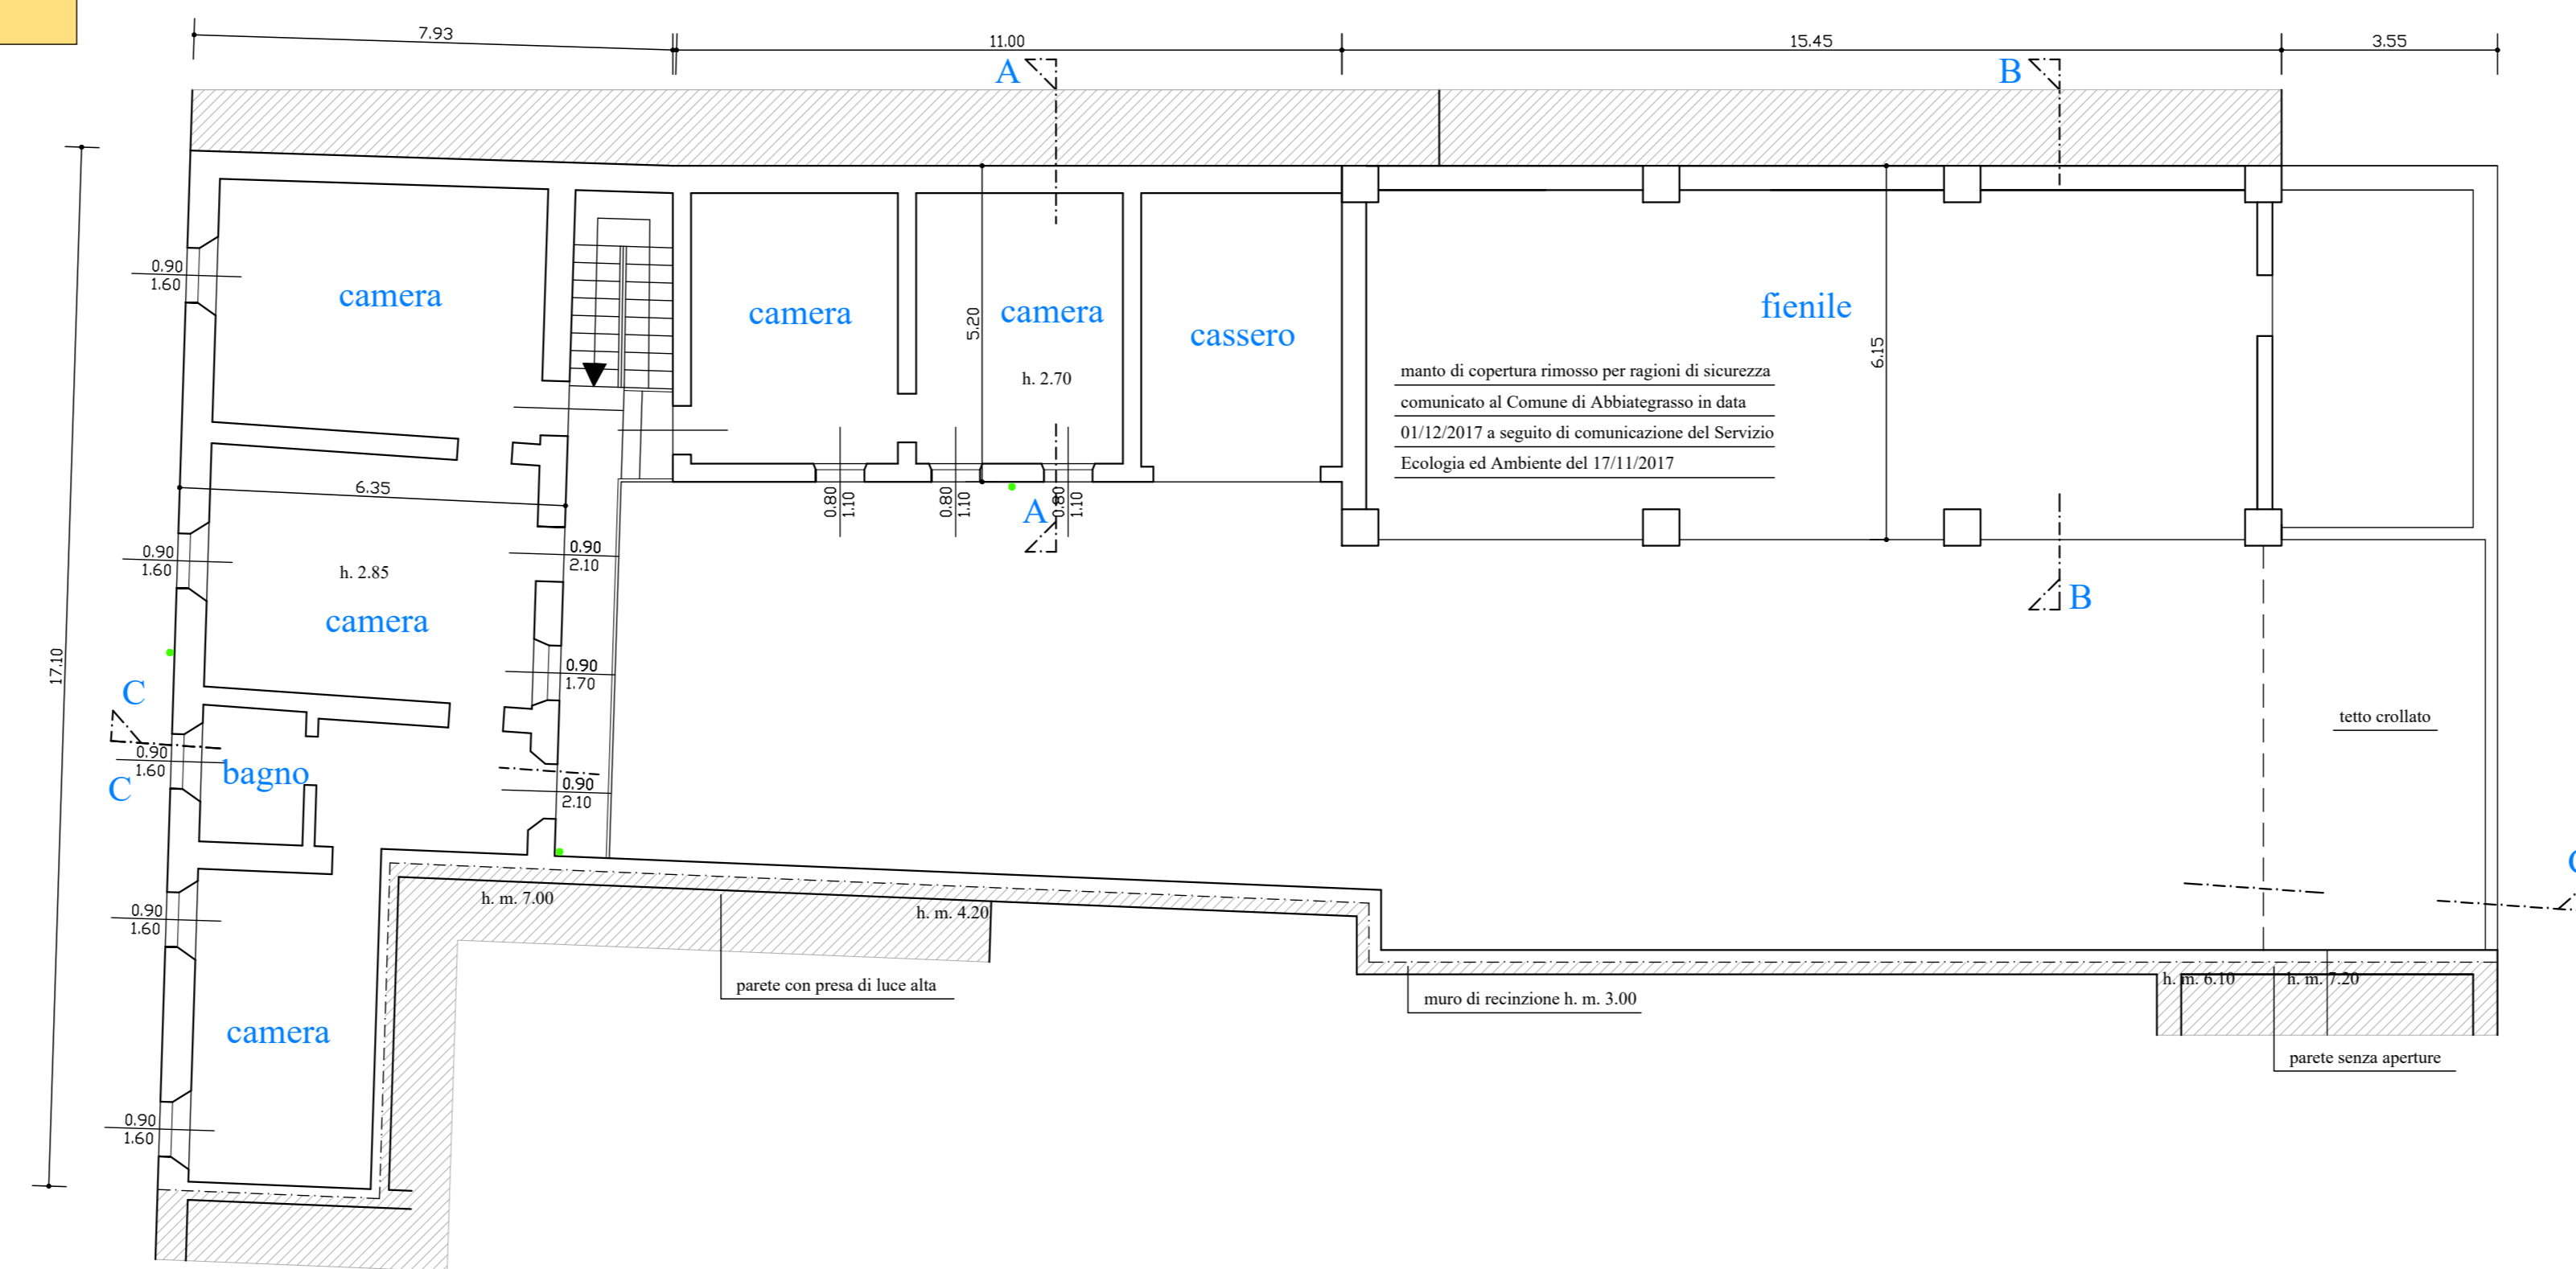 7.93
11.00
15.45
3.55
A
B
0.90
1.60
camera
camera
camera
cassero
fienile
5.20
6.15
h. 2.70
manto di copertura rimosso per ragioni di sicurezza
comunicato al Comune di Abbiategrasso in data
01/12/2017 a seguito di comunicazione del Servizio
Ecologia ed Ambiente del 17/11/2017
6.35
0.80
1.10
0.80
1.10
0.80
1.10
A
0.90
1.60
0.90
2.10
h. 2.85
camera
B
17.10
0.90
1.70
C
tetto crollato
0.90
1.60
bagno
C
0.90
2.10
h. m. 7.00
h. m. 4.20
0.90
1.60
parete con presa di luce alta
muro di recinzione h. m. 3.00
h. m. 6.10
h. m. 7.20
camera
parete senza aperture
0.90
1.60